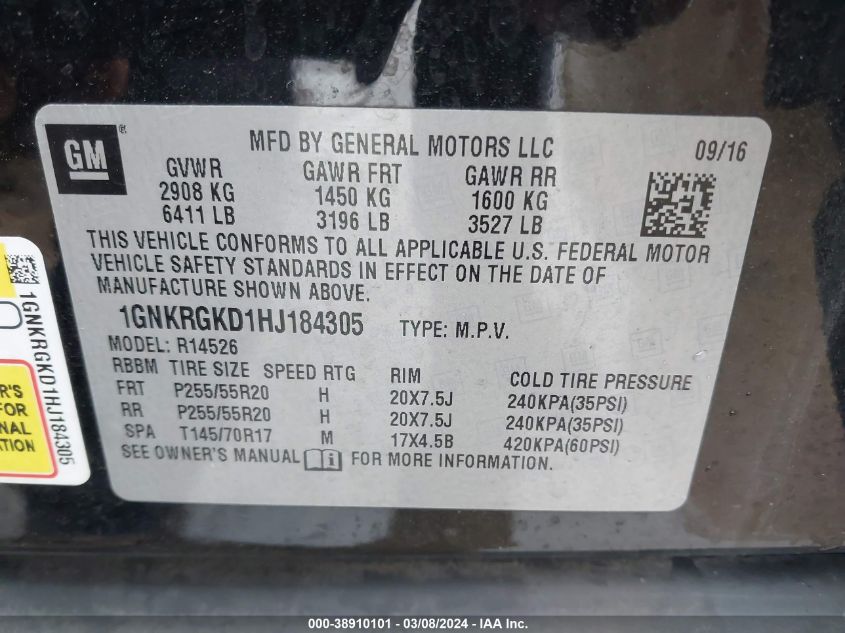 GM ®
MFD BY GENERAL MOTORS LLC
09/16
GVWR GAWR FRT GAWR RR
2908 KG 1450 KG 1600 KG
6411 LB 3196 LB 3527 LB
THIS VEHICLE CONFORMS TO ALL APPLICABLE U.S. FEDERAL MOTOR
VEHICLE SAFETY STANDARDS IN EFFECT ON THE DATE OF
MANUFACTURE SHOWN ABOVE.
1GNKRGKD1HJ184305 TYPE: M.P.V.
MODEL: R14526
RBBM TIRE SIZE SPEED RTG RIM COLD TIRE PRESSURE
FRT P255/55R20 H 20X7.5J 240KPA(35PSI)
RR P255/55R20 H 20X7.5J 240KPA(35PSI)
SPA T145/70R17 M 17X4.5B 420KPA(60PSI)
SEE OWNER'S MANUAL i FOR MORE INFORMATION.
1GNKRGKD1HJ184305
R'S
FOR
NAL
TION
000-38910101 - 03/08/2024 - IAA Inc.